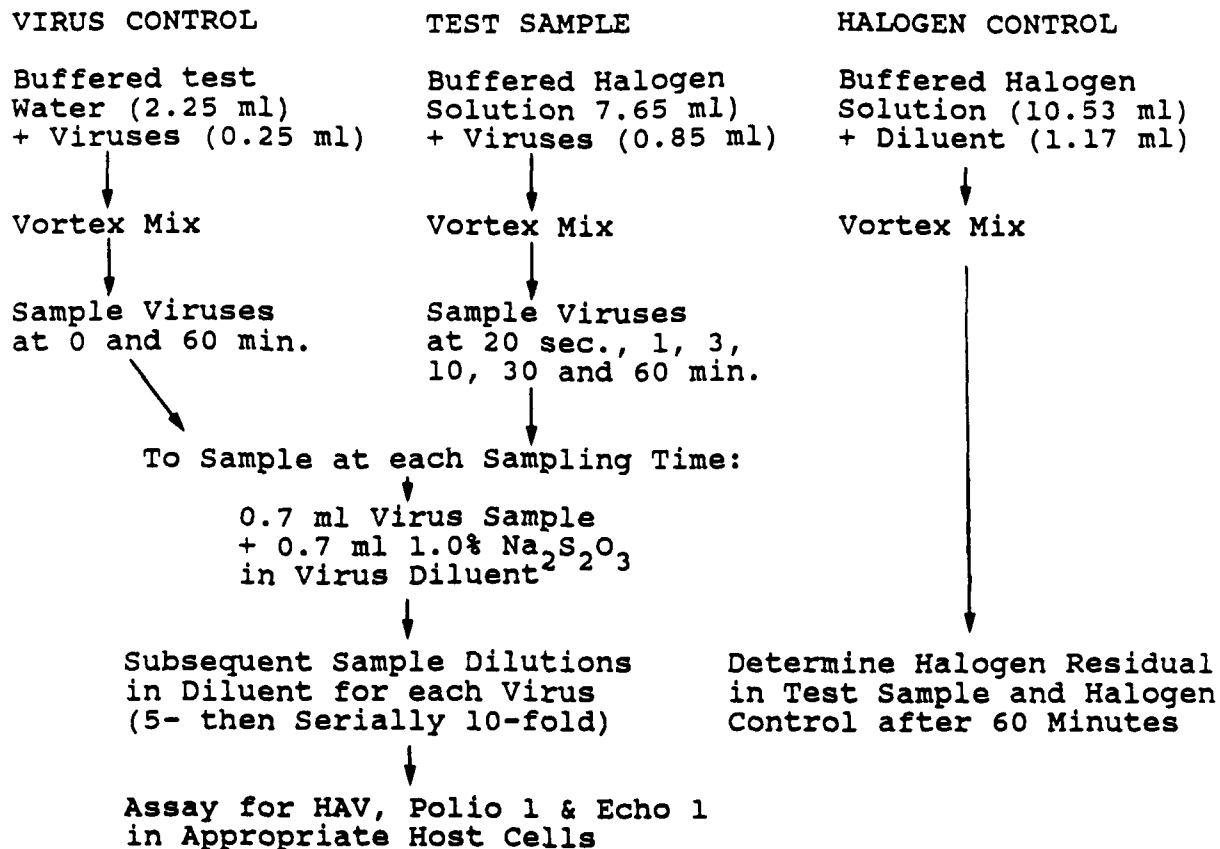 VIRUS CONTROL
Buffered test
Water (2.25 ml)
+ Viruses (0.25 ml)
Vortex Mix
Sample Viruses
at 0 and 60 min.
TEST SAMPLE
Buffered Halogen
Solution 7.65 ml)
+ Viruses (0.85 ml)
Vortex Mix
Sample Viruses
at 20 sec., 1, 3,
10, 30 and 60 min.
To Sample at each Sampling Time:
0.7 ml Virus Sample
+ 0.7 ml 1.0% Na₂S₂O₃
in Virus Diluent
Subsequent Sample Dilutions
in Diluent for each Virus
(5- then Serially 10-fold)
Assay for HAV, Polio 1 & Echo 1
in Appropriate Host Cells
HALOGEN CONTROL
Buffered Halogen
Solution (10.53 ml)
+ Diluent (1.17 ml)
Vortex Mix
Determine Halogen Residual
in Test Sample and Halogen
Control after 60 Minutes